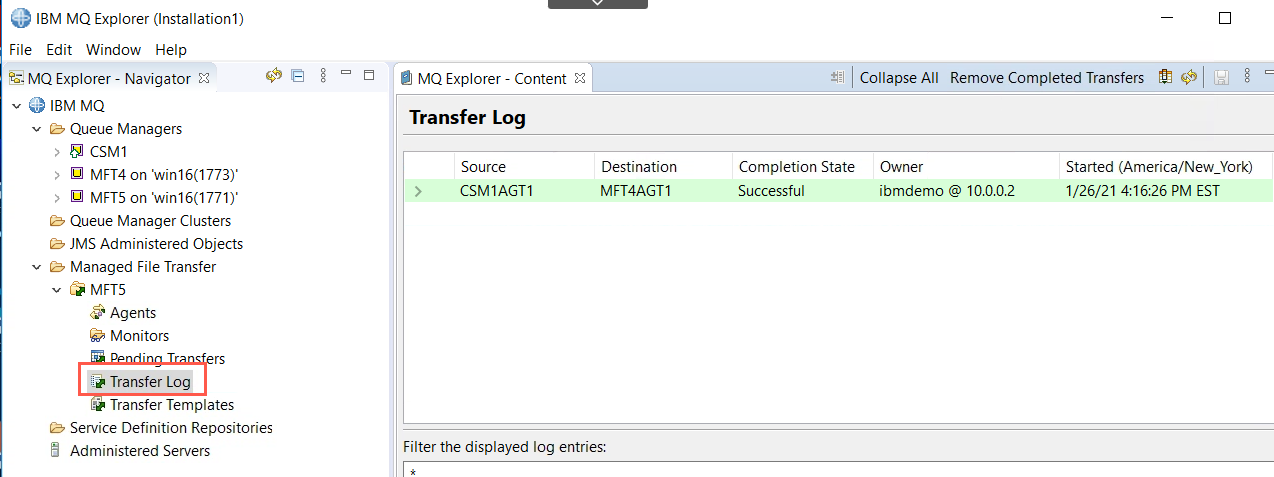 IBM MQ Explorer (Installation1)
File Edit Window Help
MQ Explorer - Navigator
IBM MQ
Queue Managers
CSM1
MFT4 on 'win16(1773)'
MFT5 on 'win16(1771)'
Queue Manager Clusters
JMS Administered Objects
Managed File Transfer
MFT5
Agents
Monitors
Pending Transfers
Transfer Log
Transfer Templates
Service Definition Repositories
Administered Servers
MQ Explorer - Content
Collapse All Remove Completed Transfers
Transfer Log
Source Destination Completion State Owner Started (America/New_York)
CSM1AGT1 MFT4AGT1 Successful ibmdemo @ 10.0.0.2 1/26/21 4:16:26 PM EST
Filter the displayed log entries:
*